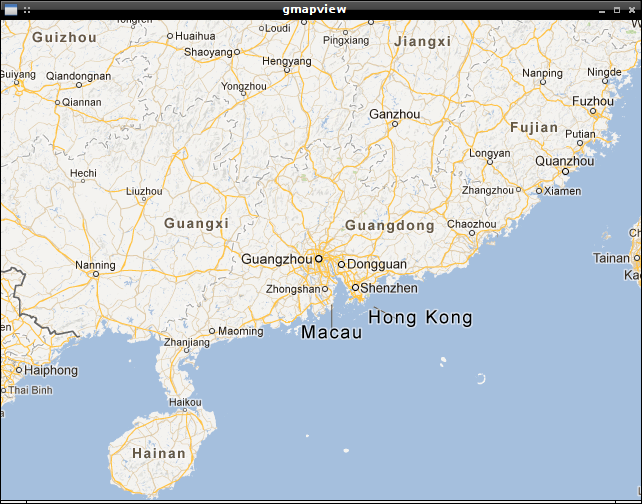 gmapview
Tongren
Loudi
Guizhou
Huaihua
Pingxiang
Jiangxi
Shaoyang
Hengyang
Guiyang
Qiandongnan
Nanping
Ningde
Yongzhou
Qiannan
Fuzhou
Ganzhou
Fujian
Putian
Longyan
Quanzhou
Hechi
Liuzhou
Zhangzhou
Xiamen
Guangxi
Guangdong
Chaozhou
Guangzhou
Dongguan
Tainan
Nanning
Zhongshan
Shenzhen
Hong Kong
Macau
Maoming
Zhanjiang
Haiphong
Thai Binh
Haikou
Hainan